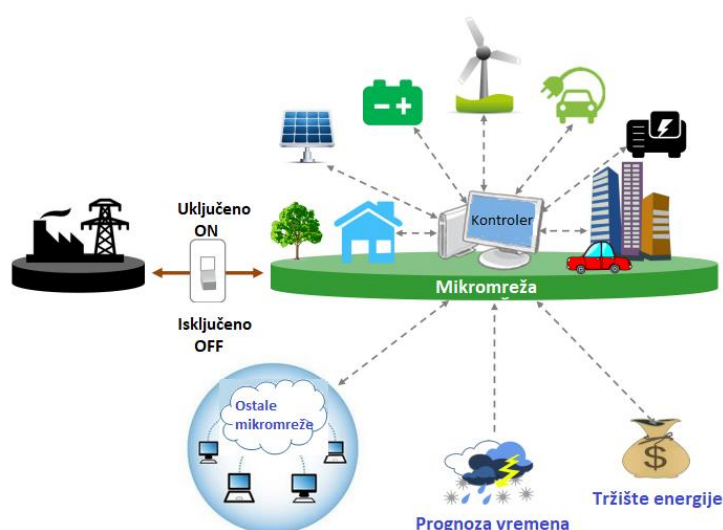 Kontroler
Uključeno
ON
Mikromreža
Isključeno
OFF
Ostale
mikromreže
$
Tržište energije
Prognoza vremena